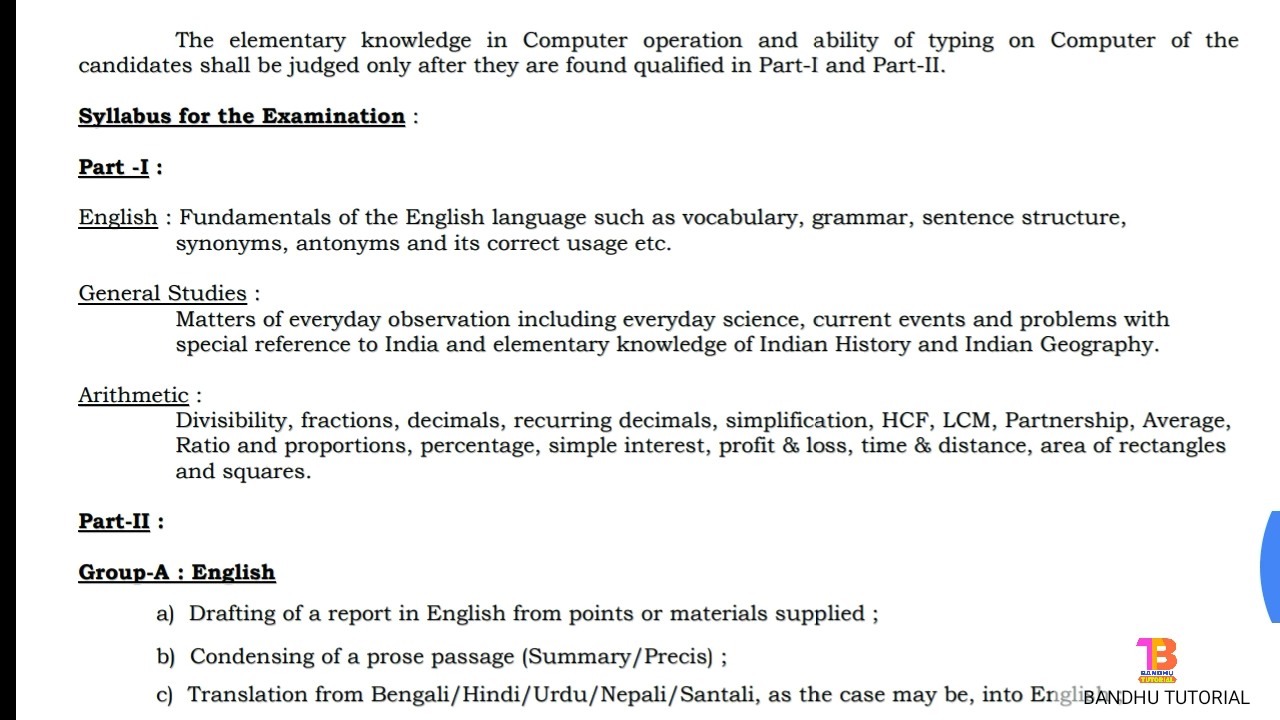 The elementary knowledge in Computer operation and ability of typing on Computer of the
candidates shall be judged only after they are found qualified in Part-I and Part-II.
Syllabus for the Examination :
Part -I :
English : Fundamentals of the English language such as vocabulary, grammar, sentence structure,
synonyms, antonyms and its correct usage etc.
General Studies :
Matters of everyday observation including everyday science, current events and problems with
special reference to India and elementary knowledge of Indian History and Indian Geography.
Arithmetic :
Divisibility, fractions, decimals, recurring decimals, simplification, HCF, LCM, Partnership, Average,
Ratio and proportions, percentage, simple interest, profit & loss, time & distance, area of rectangles
and squares.
Part-II :
Group-A : English
a) Drafting of a report in English from points or materials supplied ;
b) Condensing of a prose passage (Summary/Precis) ;
c) Translation from Bengali/Hindi/Urdu/Nepali/Santali, as the case may be, into English
TB
BANDHU
TUTORIAL
BANDHU TUTORIAL